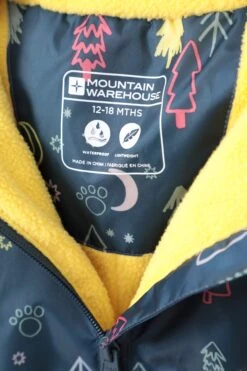 MOUNTAIN
WAREHOUSE
12-18 MTHS
WATERPROOF LIGHTWEIGHT
MADE IN CHINA / FABRIQUE EN CHINE